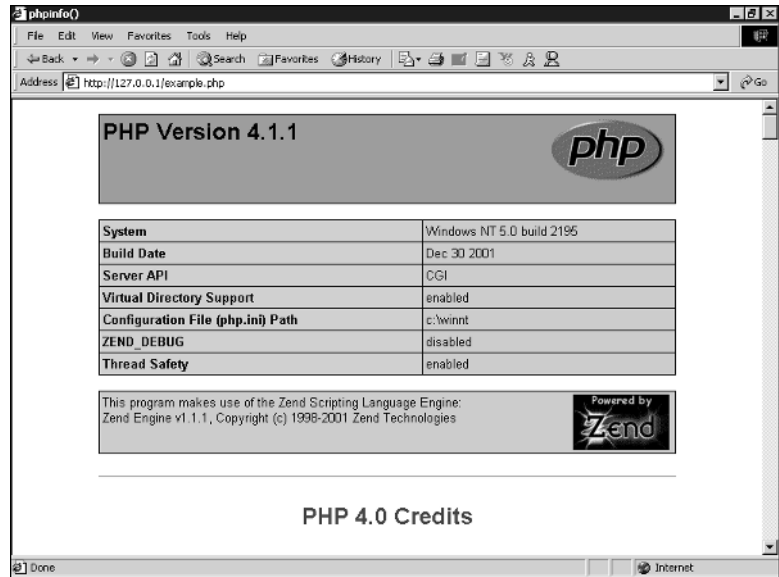 phpinfo()
File Edit View Favorites Tools Help
Back Search Favorites History
Address http://127.0.0.1/example.php Go
PHP Version 4.1.1
php
System Windows NT 5.0 build 2195
Build Date Dec 30 2001
Server API CGI
Virtual Directory Support enabled
Configuration File (php.ini) Path c:\winnt
ZEND_DEBUG disabled
Thread Safety enabled
This program makes use of the Zend Scripting Language Engine:
Zend Engine v1.1.1, Copyright (c) 1998-2001 Zend Technologies
Powered by
Zend
PHP 4.0 Credits
Done Internet